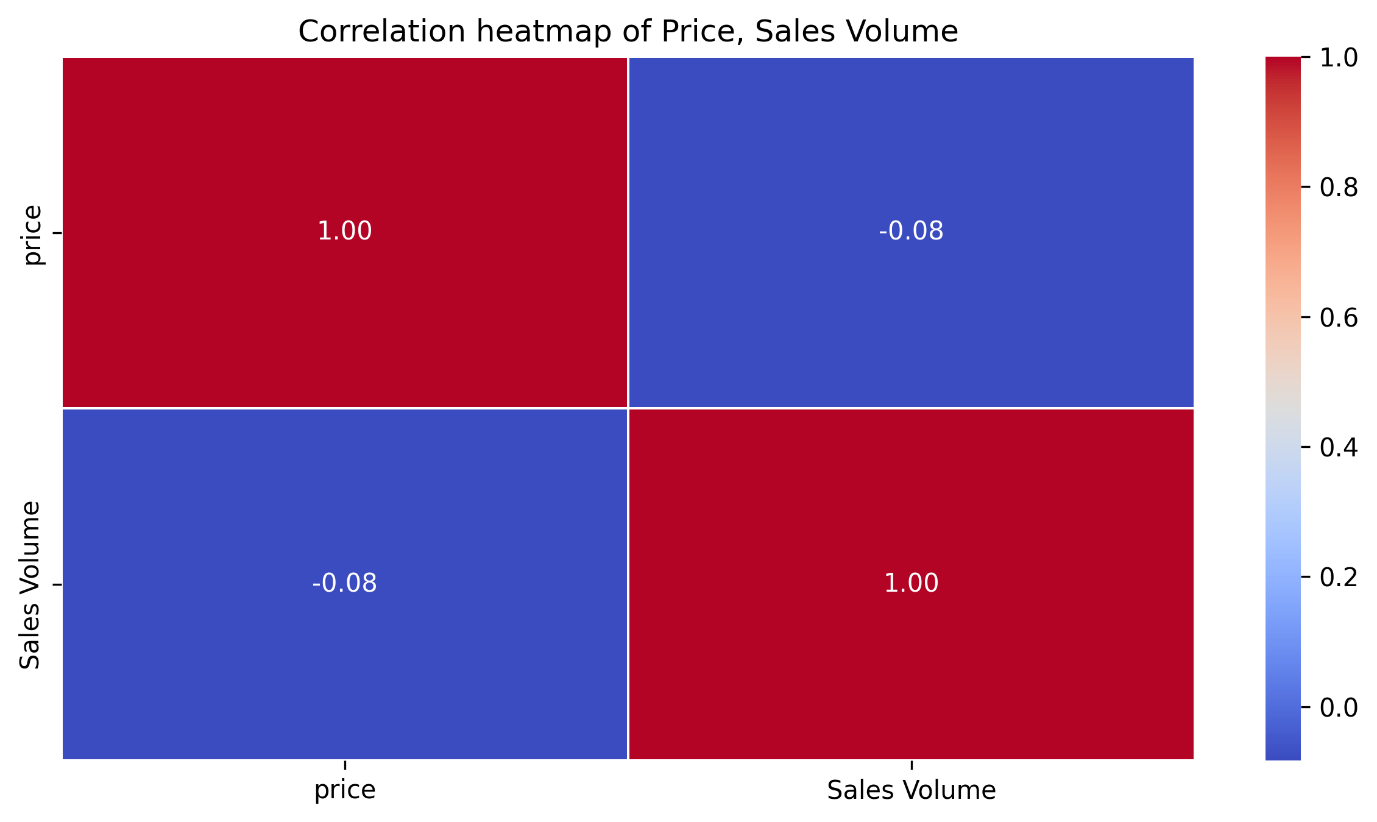 Correlation heatmap of Price, Sales Volume
price
1.00
-0.08
Sales Volume
-0.08
1.00
price
Sales Volume
1.0
0.8
0.6
0.4
0.2
0.0